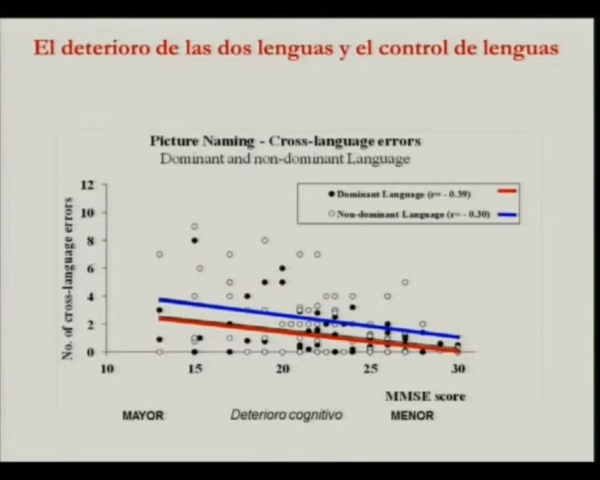 El deterioro de las dos lenguas y el control de lenguas
Picture Naming - Cross-language errors
Dominant and non-dominant Language
No. of cross-language errors
12
10
8
6
4
2
0
Dominant Language (r= - 0.39)
Non-dominant Language (r= - 0.30)
10 15 20 25 30
MMSE score
MAYOR Deterioro cognitivo MENOR